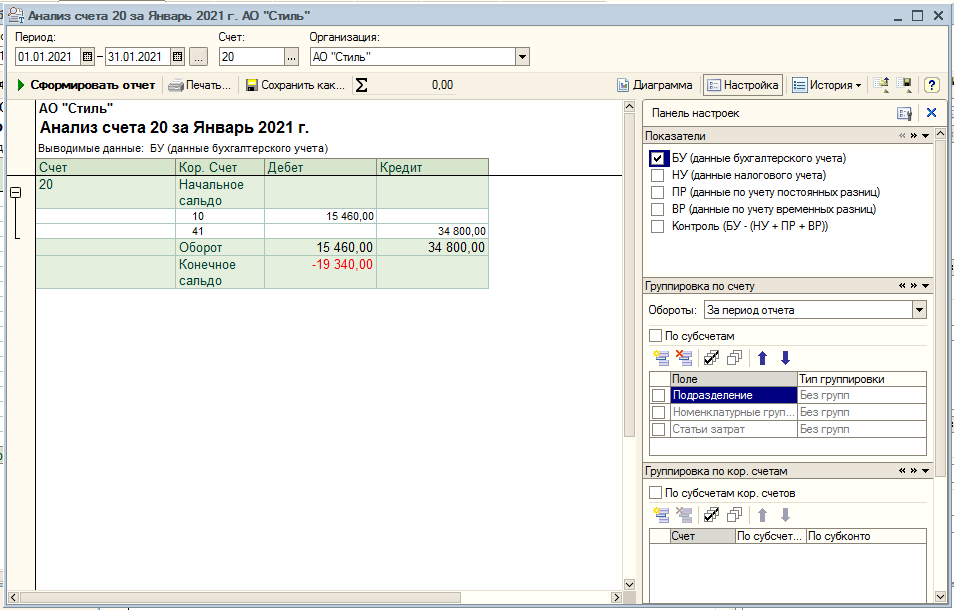 Анализ счета 20 за Январь 2021 г. АО "Стиль"
Период: Счет: Организация:
01.01.2021 – 31.01.2021 ... 20 ... АО "Стиль"
Сформировать отчет Печать... Сохранить как... Σ 0,00 Диаграмма Настройка История ?
АО "Стиль"
Анализ счета 20 за Январь 2021 г.
Выводимые данные: БУ (данные бухгалтерского учета)
Счет Кор. Счет Дебет Кредит
20 Начальное
сальдо
10 15 460,00
41 34 800,00
Оборот 15 460,00 34 800,00
Конечное -19 340,00
сальдо
Панель настроек
Показатели
БУ (данные бухгалтерского учета)
НУ (данные налогового учета)
ПР (данные по учету постоянных разниц)
ВР (данные по учету временных разниц)
Контроль (БУ - (НУ + ПР + ВР))
Группировка по счету
Обороты: За период отчета
По субсчетам
Поле Тип группировки
Подразделение Без групп
Номенклатурные груп... Без групп
Статьи затрат Без групп
Группировка по кор. счетам
По субсчетам кор. счетов
Счет По субсчет... По субконто